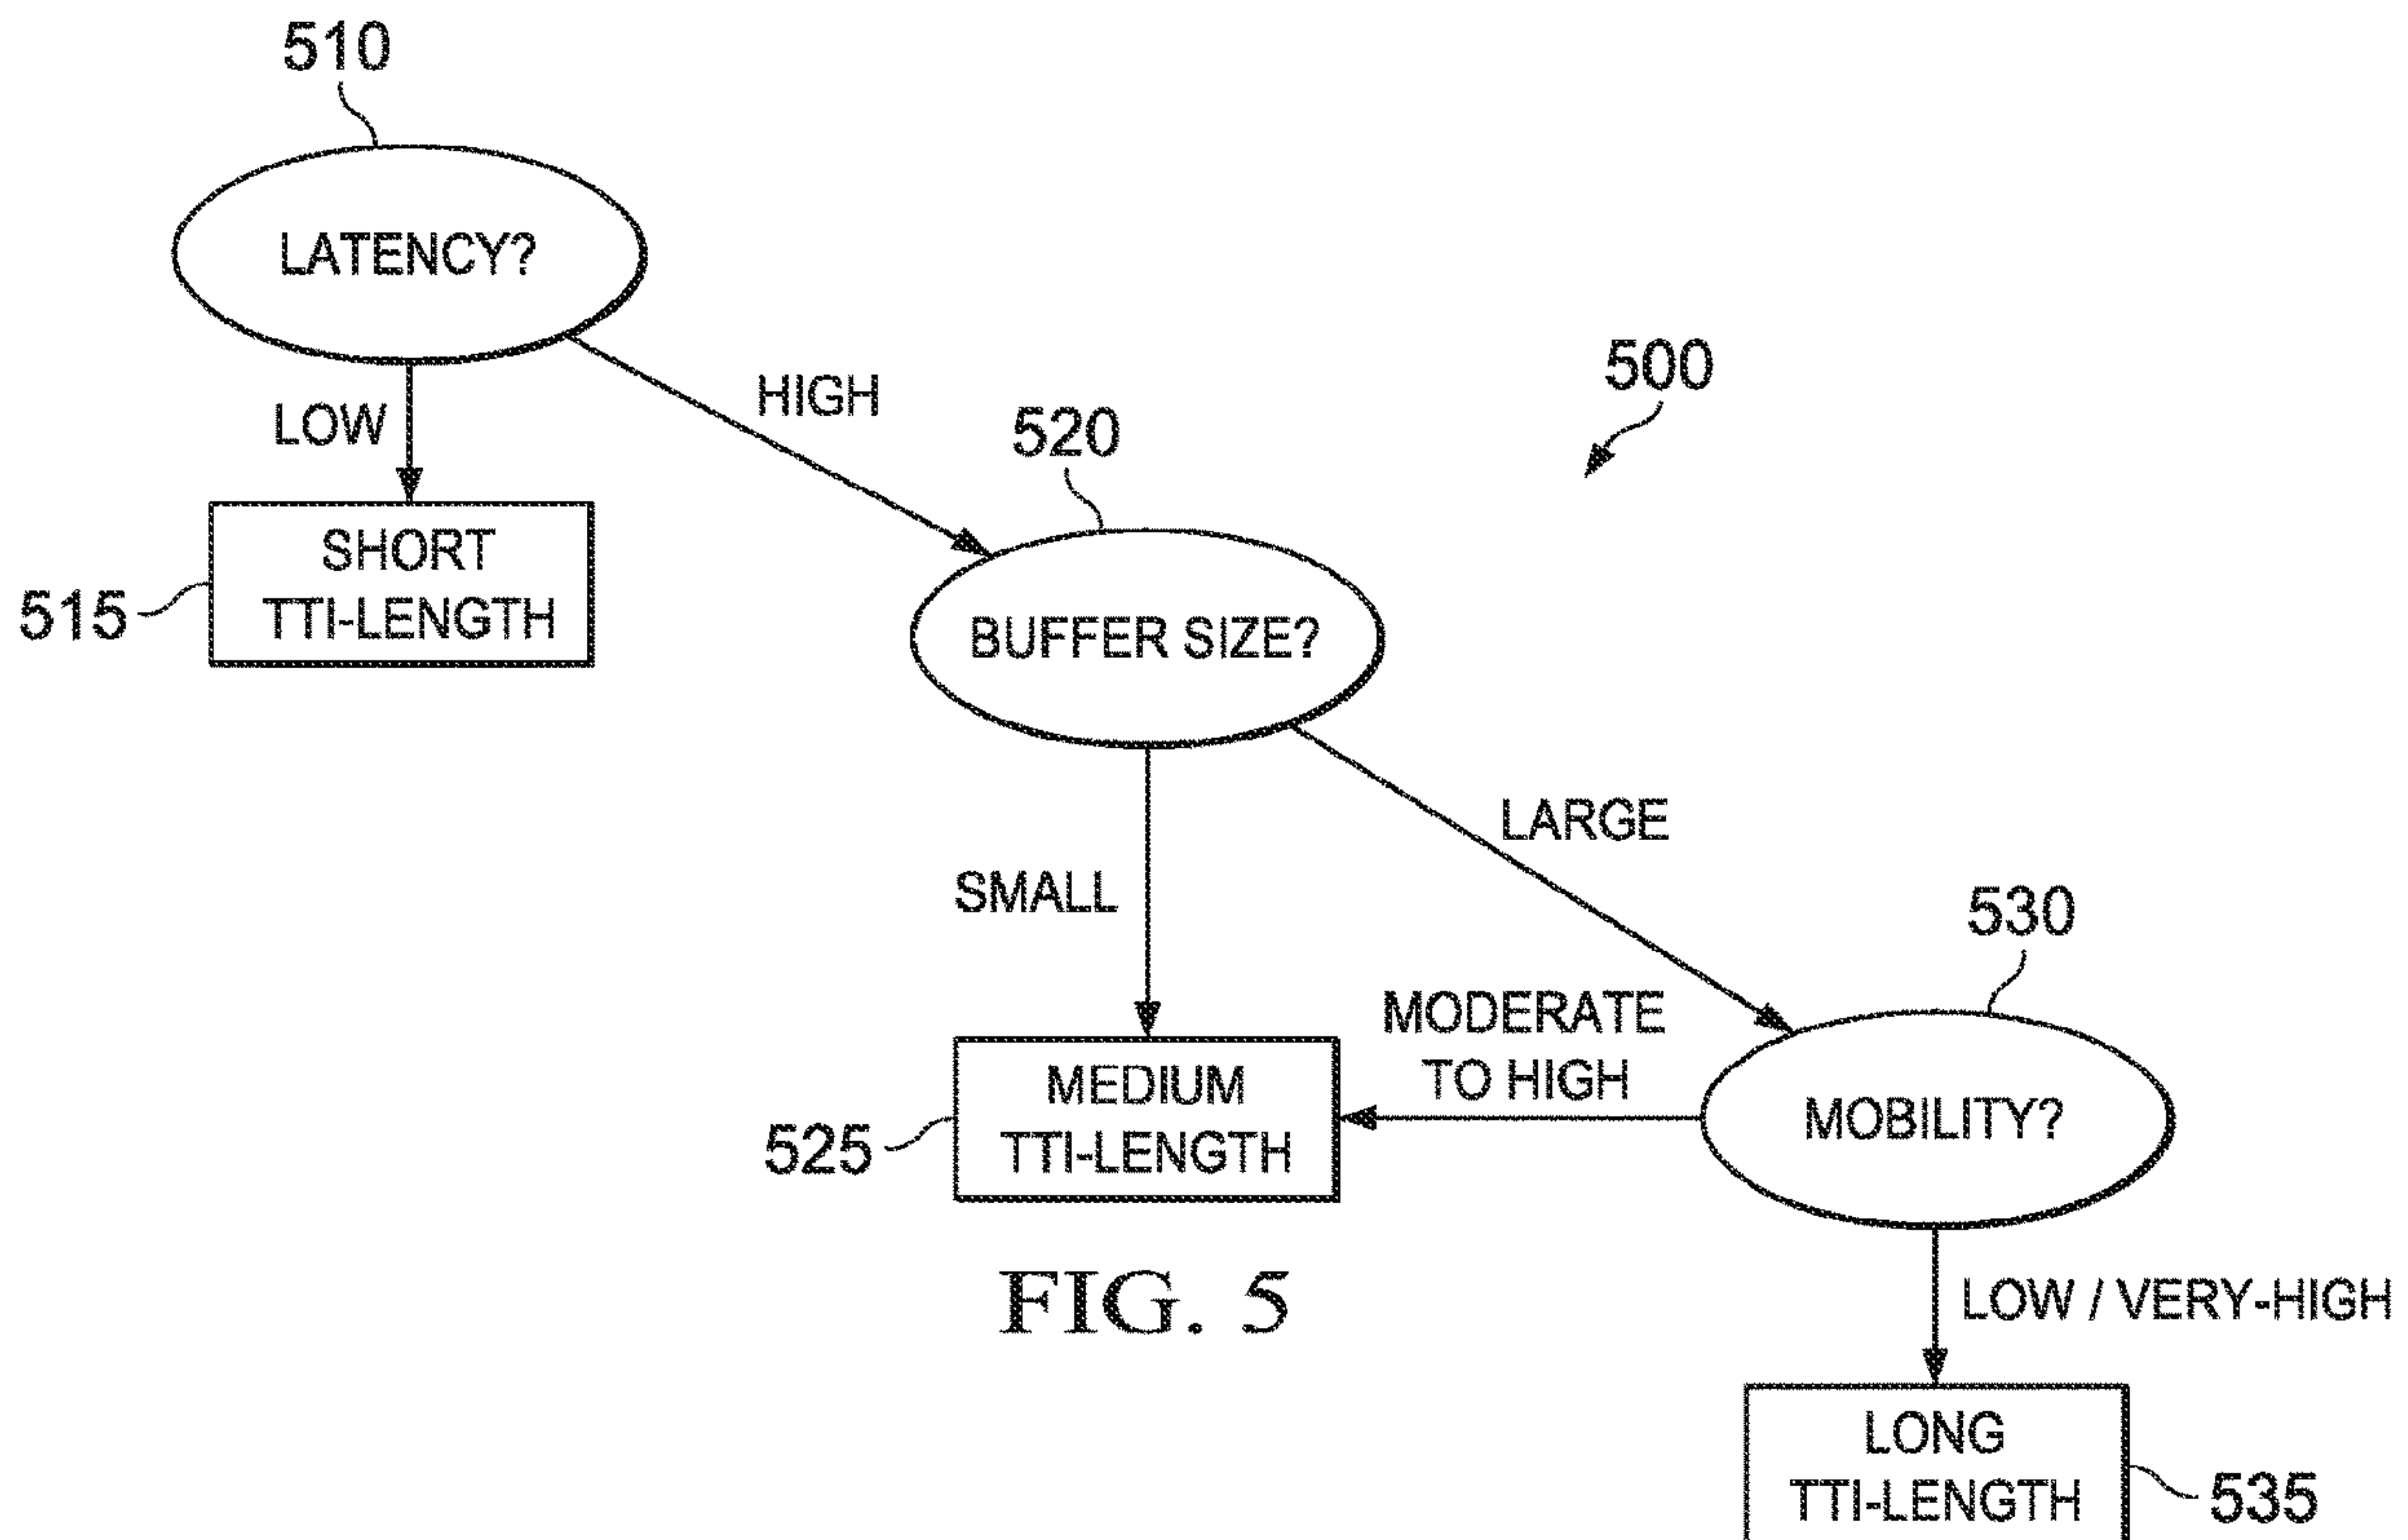 510
LATENCY?
LOW
HIGH
500
520
SHORT
TTI-LENGTH
515
BUFFER SIZE?
LARGE
SMALL
530
MODERATE
TO HIGH
MEDIUM
TTI-LENGTH
525
MOBILITY?
FIG. 5
LOW / VERY-HIGH
LONG
TTI-LENGTH
535